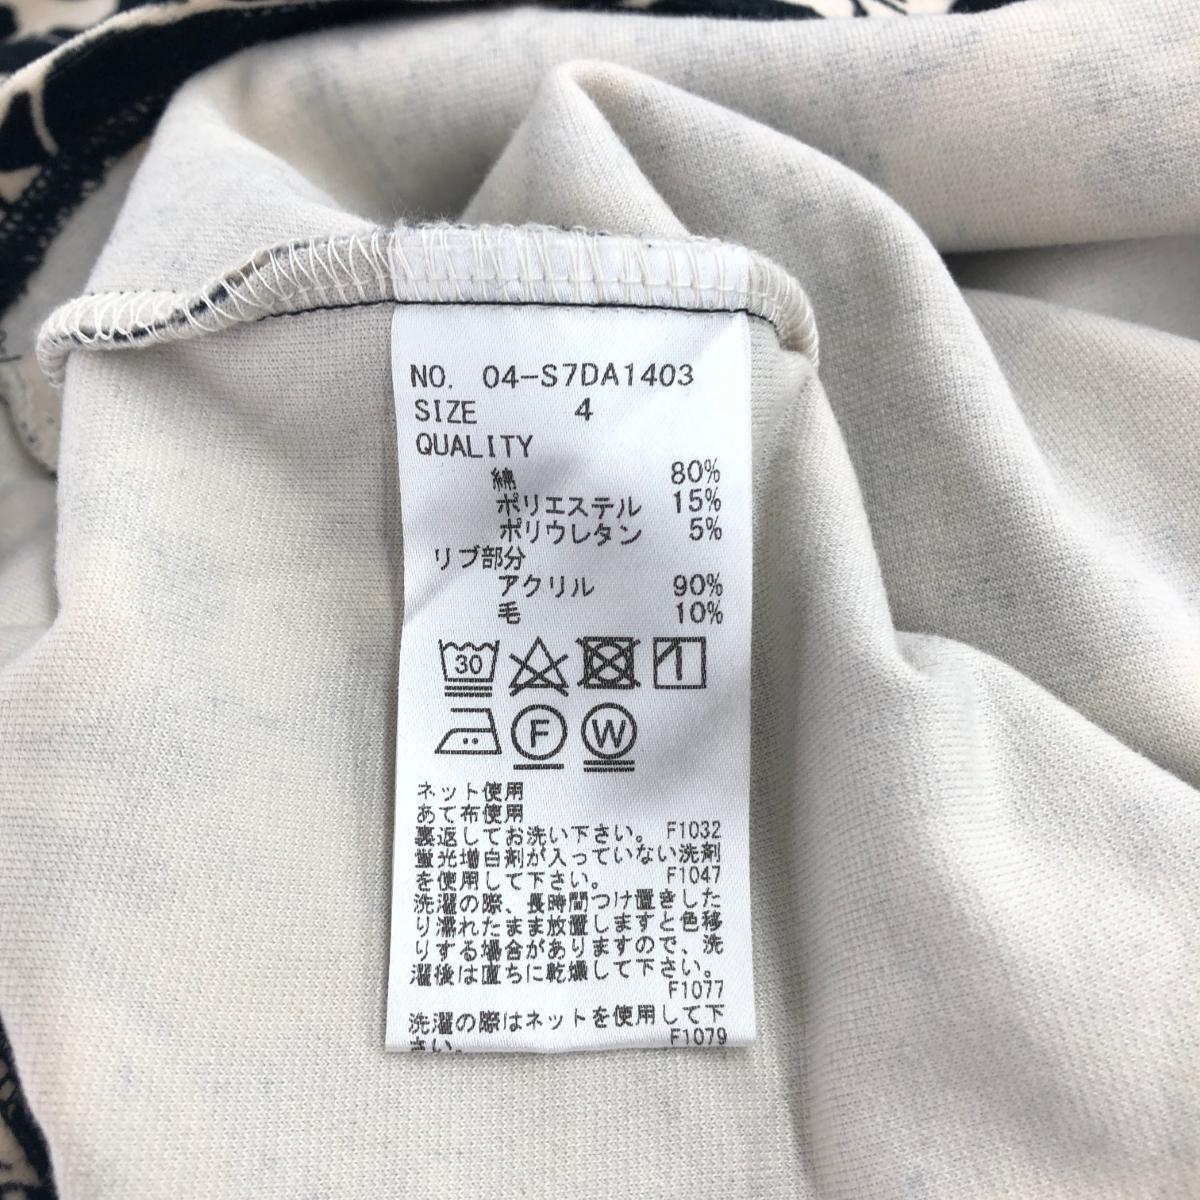 NO. 04-S7DA1403
SIZE 4
QUALITY
綿 80%
ポリエステル 15%
ポリウレタン 5%
リブ部分
アクリル 90%
毛 10%
30
F W
ネット使用
あて布使用
裏返してお洗い下さい。 F1032
蛍光増白剤が入っていない洗剤
を使用して下さい。 F1047
洗濯の際、長時間つけ置きした
り濡れたまま放置しますと色移
りする場合がありますので、洗
濯後は直ちに乾燥して下さい。
F1077
洗濯の際はネットを使用して下
さい。 F1079